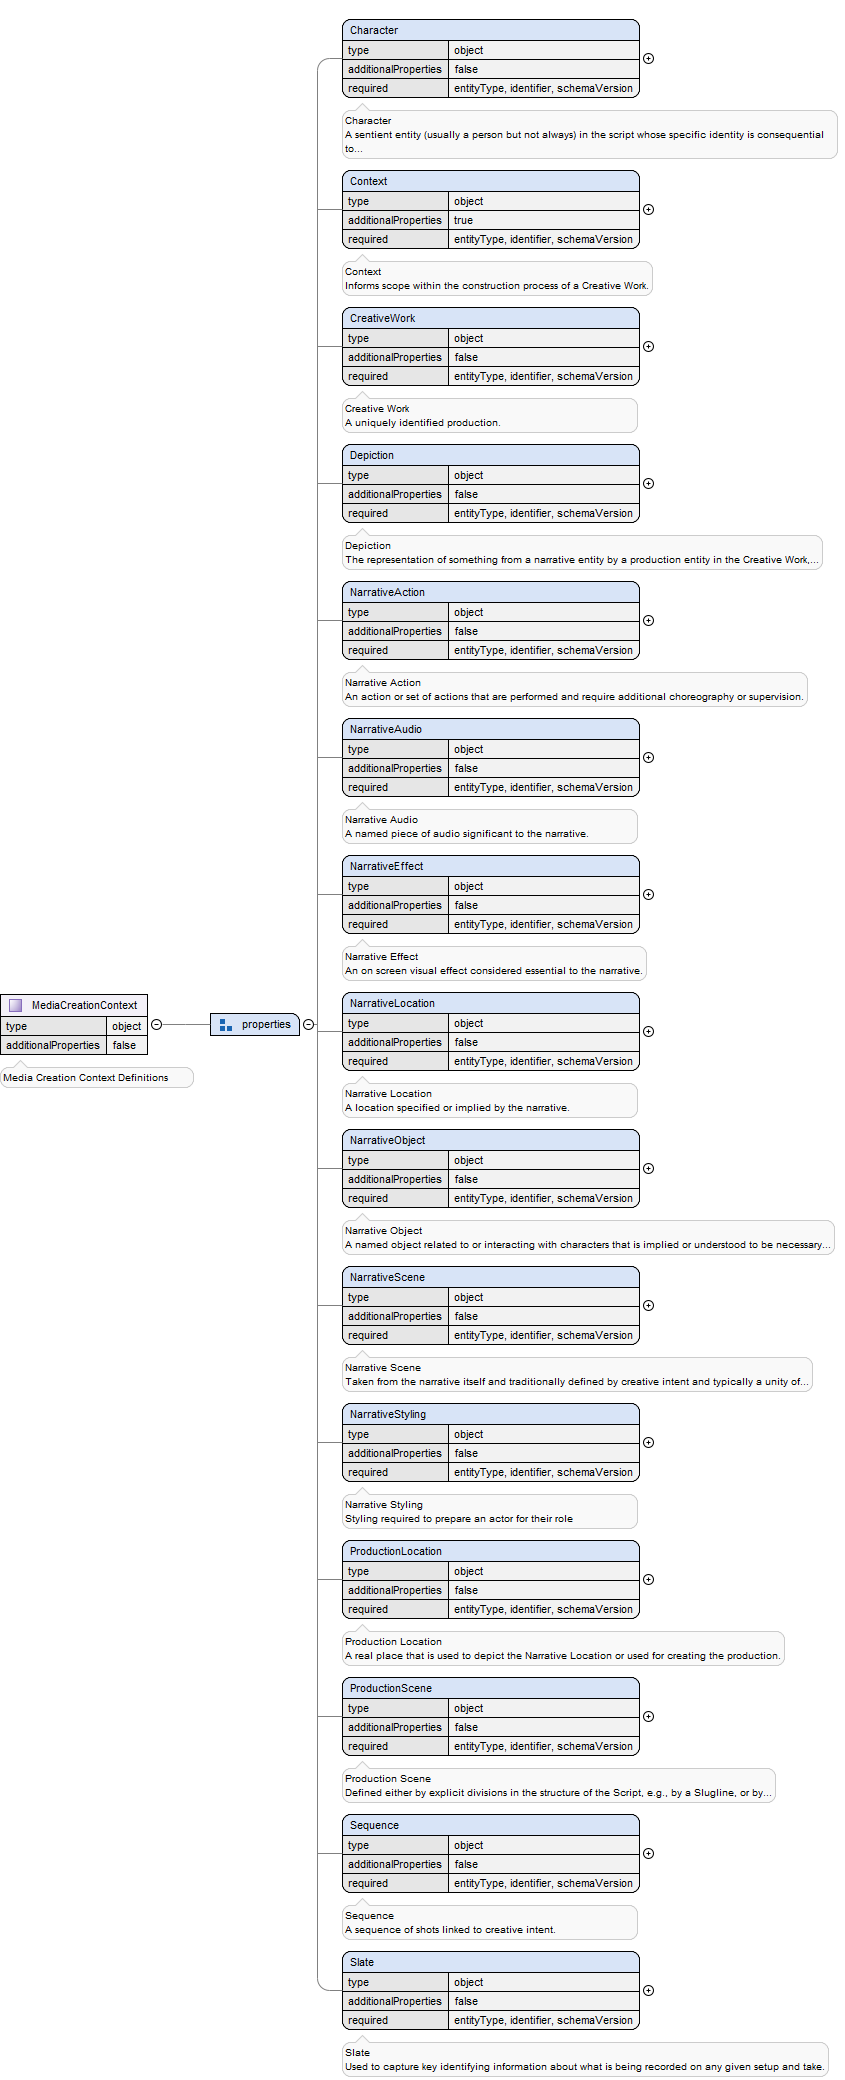 Character
type object
additionalProperties false
required entityType, identifier, schemaVersion
Character
A sentient entity (usually a person but not always) in the script whose specific identity is consequential
to...
Context
type object
additionalProperties true
required entityType, identifier, schemaVersion
Context
Informs scope within the construction process of a Creative Work.
CreativeWork
type object
additionalProperties false
required entityType, identifier, schemaVersion
Creative Work
A uniquely identified production.
Depiction
type object
additionalProperties false
required entityType, identifier, schemaVersion
Depiction
The representation of something from a narrative entity by a production entity in the Creative Work,...
NarrativeAction
type object
additionalProperties false
required entityType, identifier, schemaVersion
Narrative Action
An action or set of actions that are performed and require additional choreography or supervision.
NarrativeAudio
type object
additionalProperties false
required entityType, identifier, schemaVersion
Narrative Audio
A named piece of audio significant to the narrative.
NarrativeEffect
type object
additionalProperties false
required entityType, identifier, schemaVersion
Narrative Effect
An on screen visual effect considered essential to the narrative.
MediaCreationContext
type object
additionalProperties false
Media Creation Context Definitions
properties
NarrativeLocation
type object
additionalProperties false
required entityType, identifier, schemaVersion
Narrative Location
A location specified or implied by the narrative.
NarrativeObject
type object
additionalProperties false
required entityType, identifier, schemaVersion
Narrative Object
A named object related to or interacting with characters that is implied or understood to be necessary...
NarrativeScene
type object
additionalProperties false
required entityType, identifier, schemaVersion
Narrative Scene
Taken from the narrative itself and traditionally defined by creative intent and typically a unity of...
NarrativeStyling
type object
additionalProperties false
required entityType, identifier, schemaVersion
Narrative Styling
Styling required to prepare an actor for their role
ProductionLocation
type object
additionalProperties false
required entityType, identifier, schemaVersion
Production Location
A real place that is used to depict the Narrative Location or used for creating the production.
ProductionScene
type object
additionalProperties false
required entityType, identifier, schemaVersion
Production Scene
Defined either by explicit divisions in the structure of the Script, e.g., by a Slugline, or by...
Sequence
type object
additionalProperties false
required entityType, identifier, schemaVersion
Sequence
A sequence of shots linked to creative intent.
Slate
type object
additionalProperties false
required entityType, identifier, schemaVersion
Slate
Used to capture key identifying information about what is being recorded on any given setup and take.